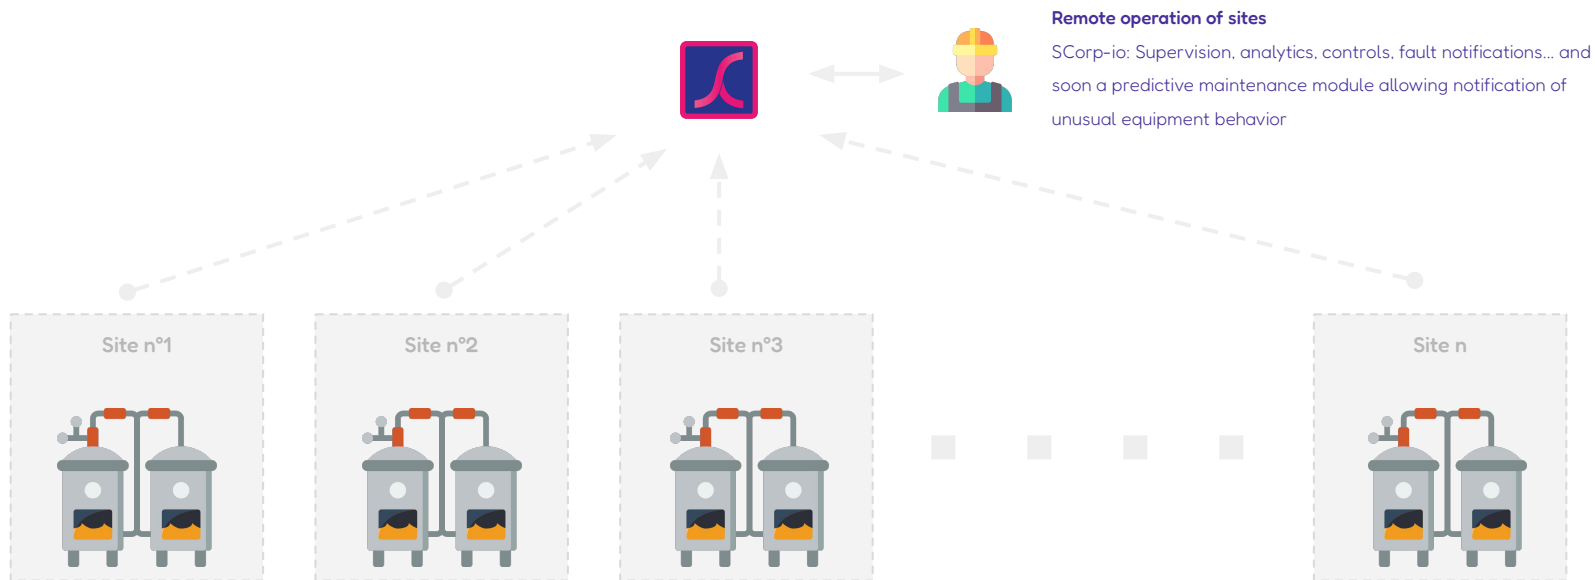 Remote operation of sites
SCorp-io: Supervision, analytics, controls, fault notifications... and
soon a predictive maintenance module allowing notification of
unusual equipment behavior
Site n°1
Site n°2
Site n°3
Site n